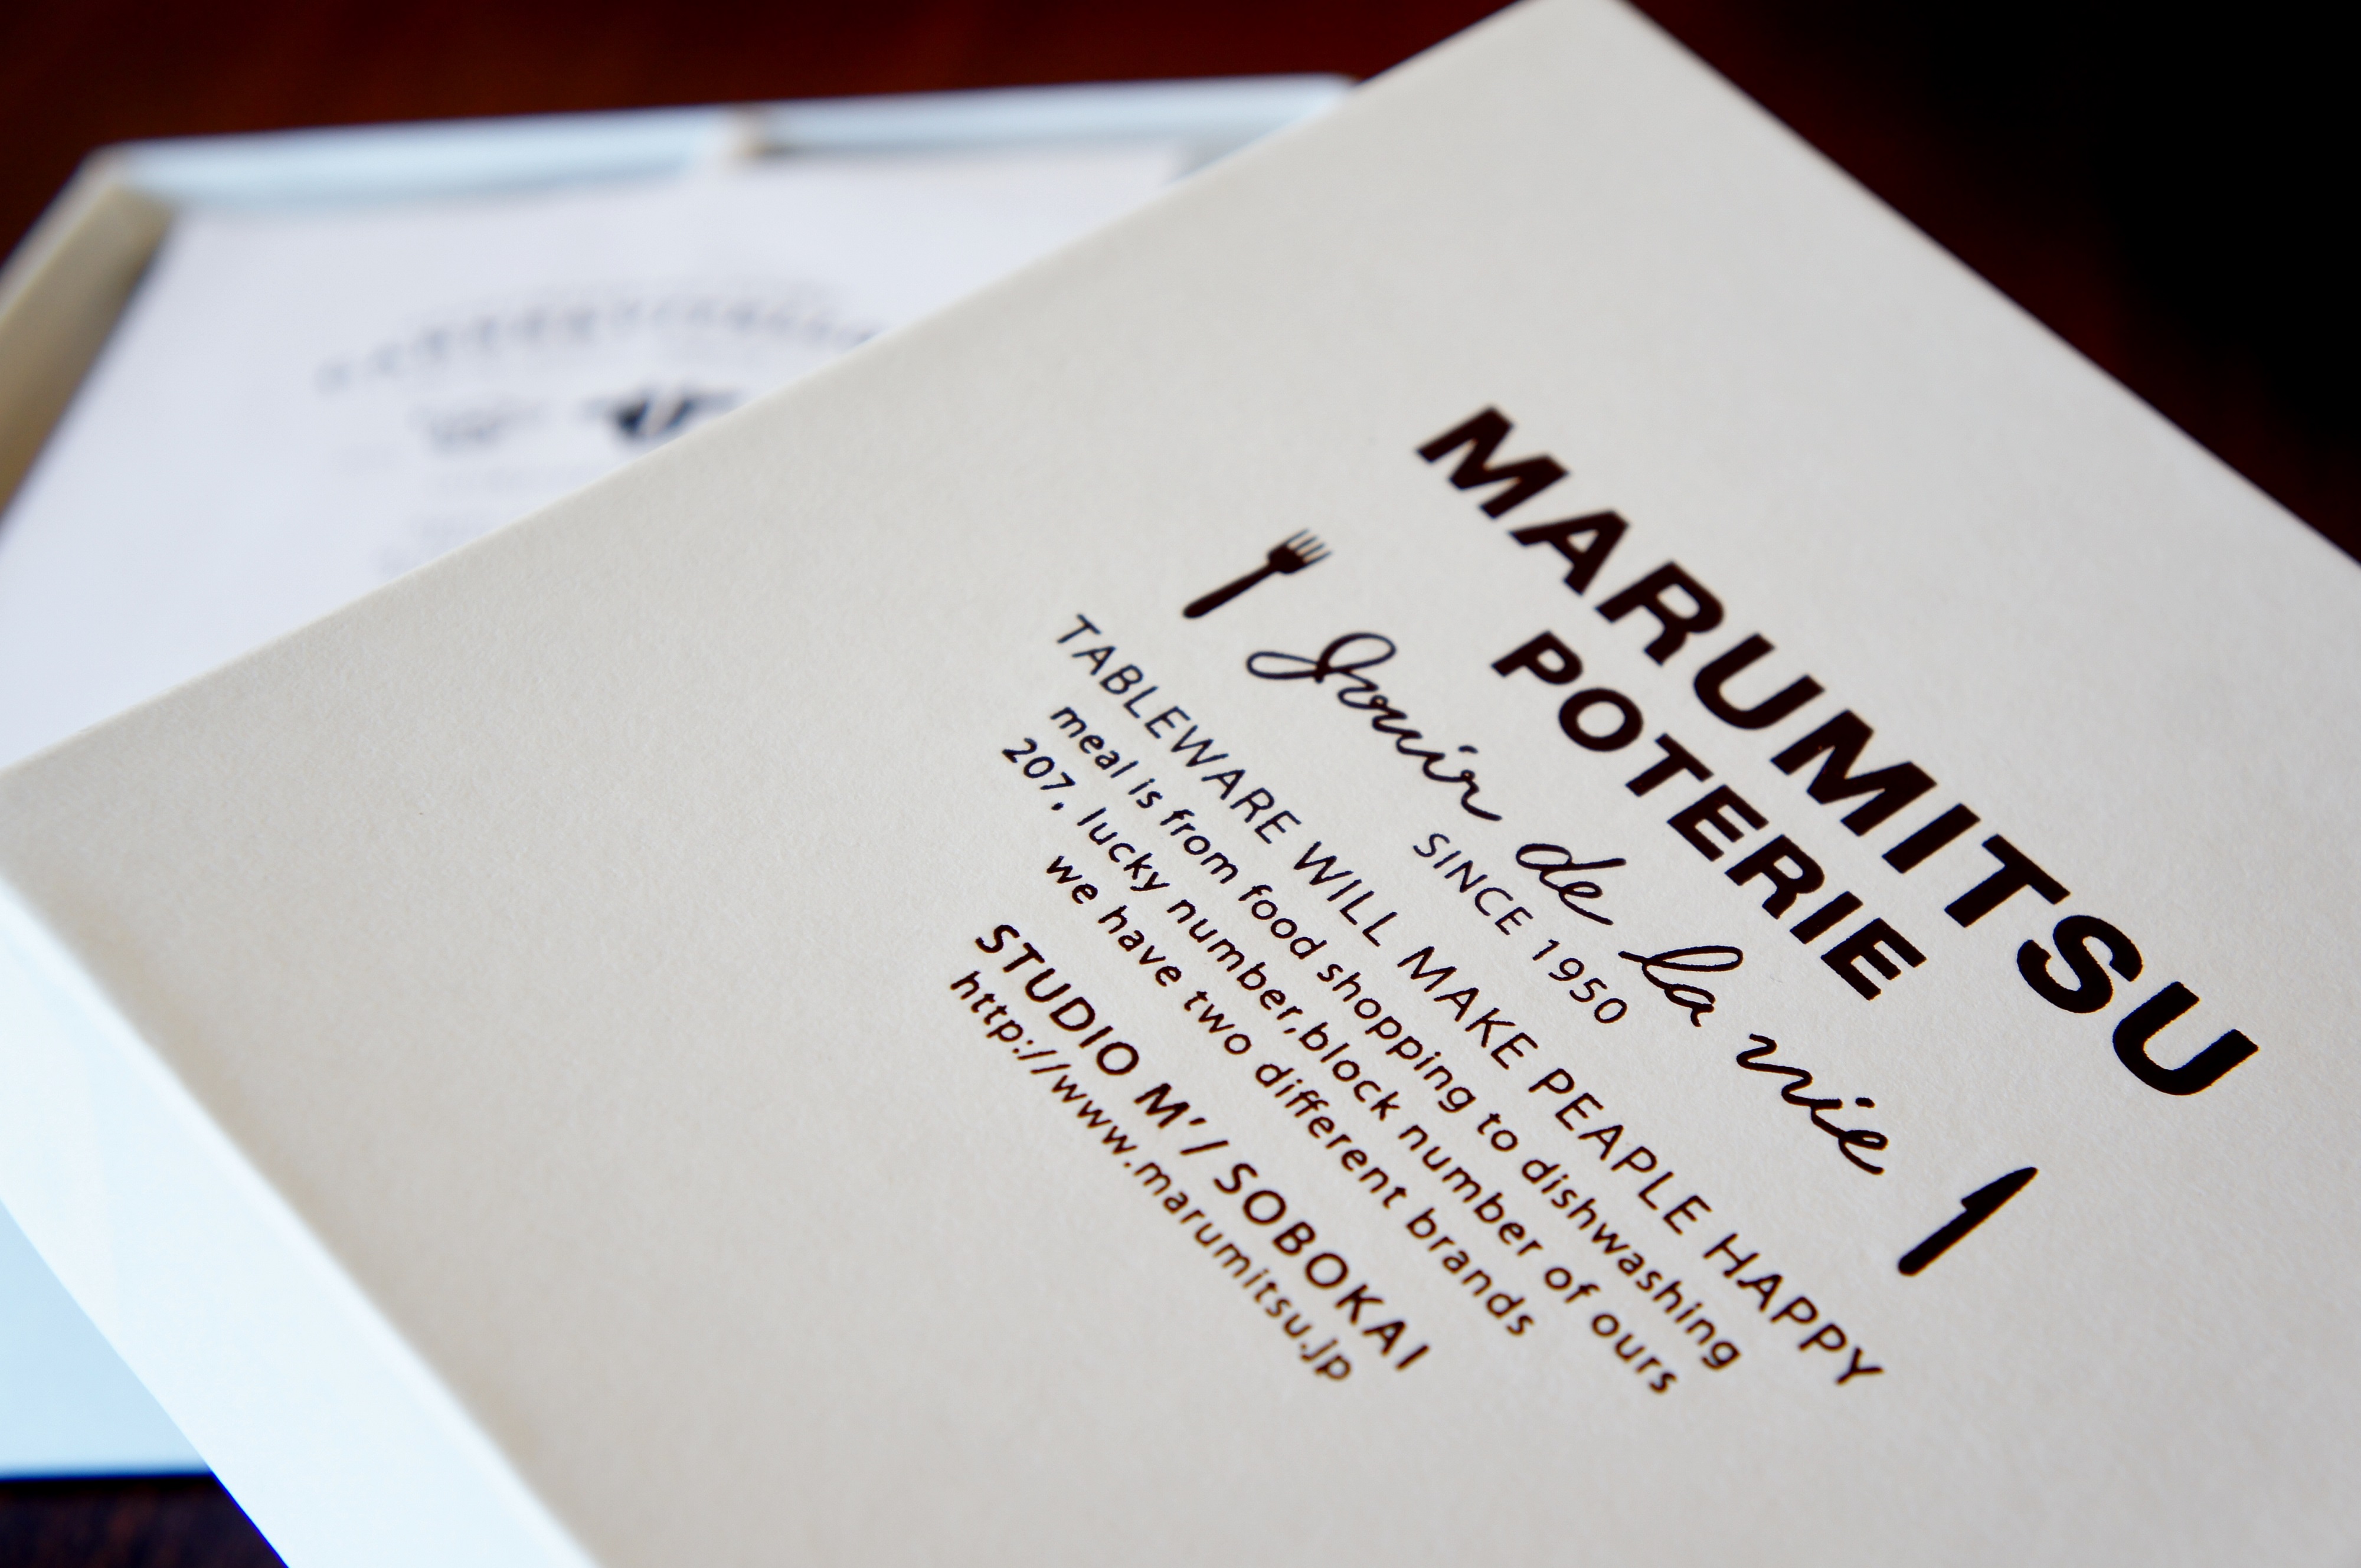 MARUMITSU
POTERIE
Jouir de la vie
SINCE 1950
TABLEWARE WILL MAKE PEAPLE HAPPY
meal is from food shopping to dishwashing
207, lucky number,block number of ours
we have two different brands
STUDIO M'/ SOBOKAI
http://www.marumitsu.jp